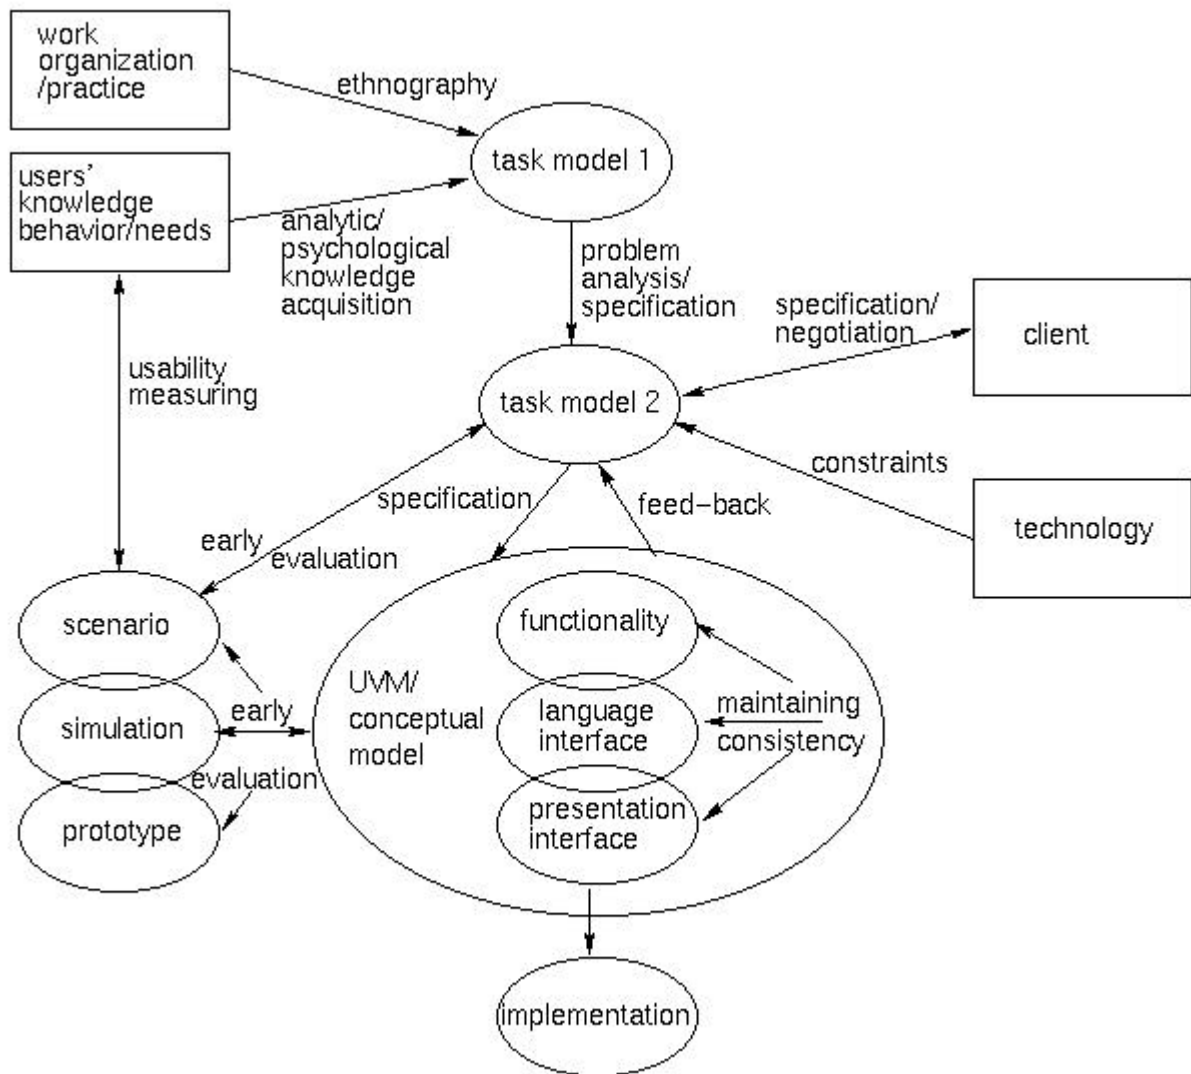 work
organization
/practice
ethnography
task model 1
users'
knowledge
behavior/needs
analytic/
psychological
knowledge
acquisition
problem
analysis/
specification
specification/
negotiation
client
usability
measuring
task model 2
constraints
technology
specification
feed-back
early
evaluation
scenario
simulation
prototype
early
evaluation
UVM/
conceptual
model
functionality
language
interface
presentation
interface
maintaining
consistency
implementation